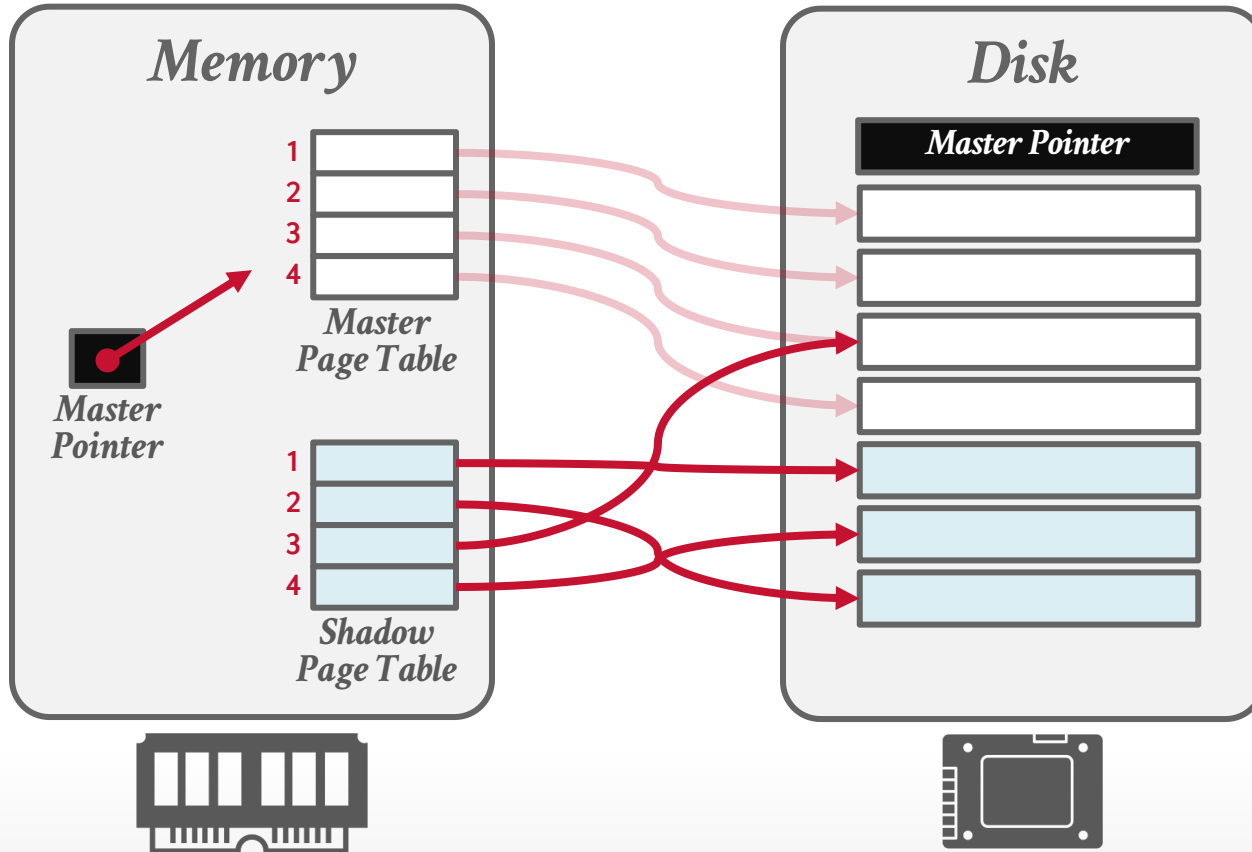 Memory
1
2
3
4
Master
Page Table
Master
Pointer
1
2
3
4
Shadow
Page Table
Disk
Master Pointer